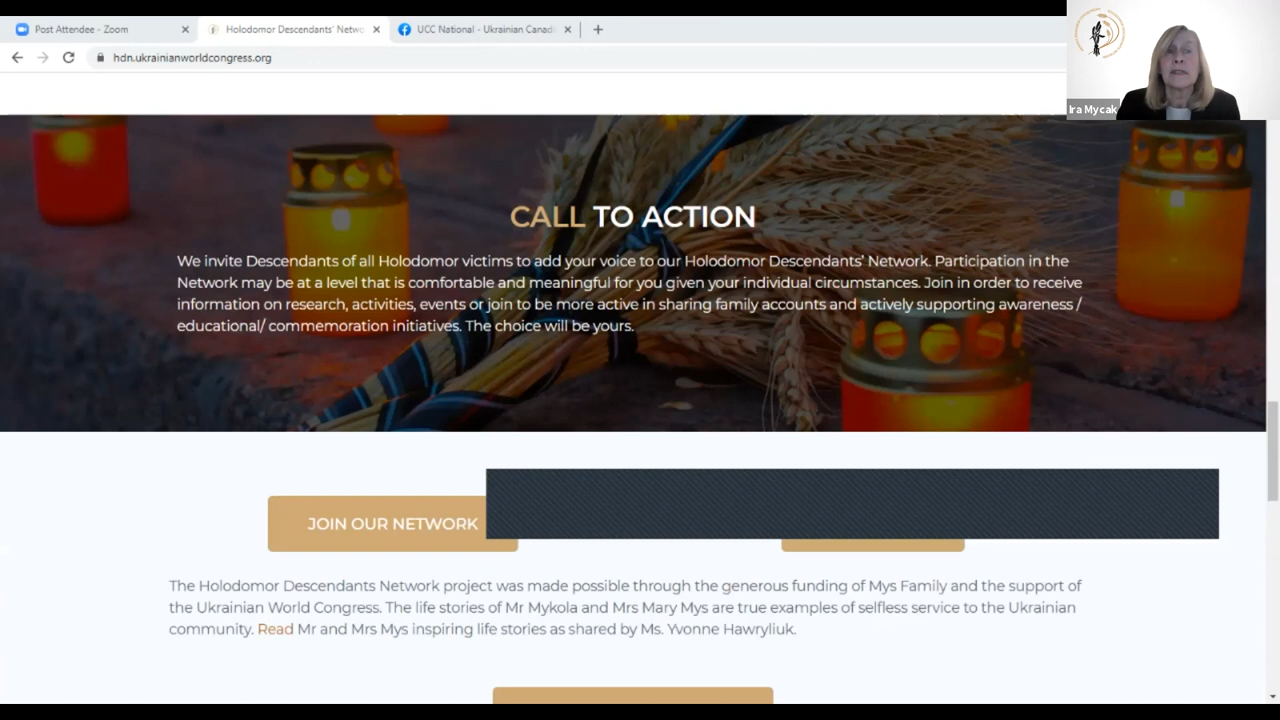 Post Attendee - Zoom
Holodomor Descendants' Netwo
UCC National - Ukrainian Canadi
hdn.ukrainianworldcongress.org
Ira Mycak
CALL TO ACTION
We invite Descendants of all Holodomor victims to add your voice to our Holodomor Descendants' Network. Participation in the
Network may be at a level that is comfortable and meaningful for you given your individual circumstances. Join in order to receive
information on research, activities, events or join to be more active in sharing family accounts and actively supporting awareness /
educational/ commemoration initiatives. The choice will be yours.
JOIN OUR NETWORK
The Holodomor Descendants Network project was made possible through the generous funding of Mys Family and the support of
the Ukrainian World Congress. The life stories of Mr Mykola and Mrs Mary Mys are true examples of selfless service to the Ukrainian
community. Read Mr and Mrs Mys inspiring life stories as shared by Ms. Yvonne Hawryliuk.